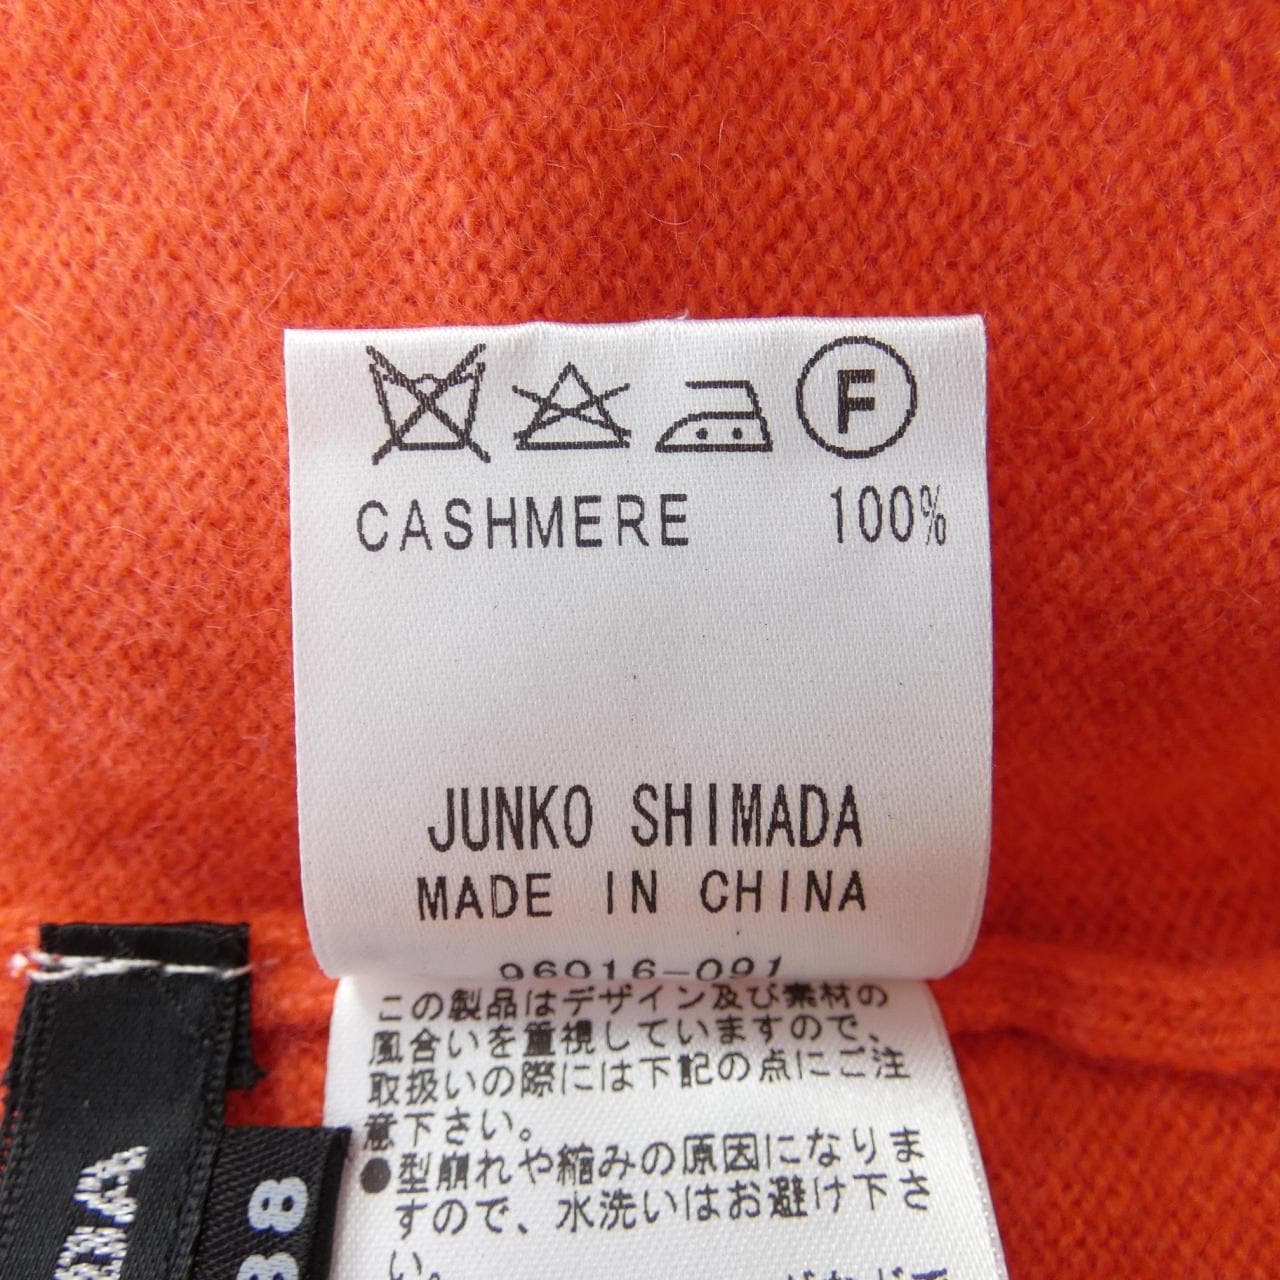 F
CASHMERE 100%
JUNKO SHIMADA
MADE IN CHINA
96016-091
この製品はデザイン及び素材の
風合いを重視していますので、
取扱いの際には下記の点にご注
意下さい。
●型崩れや縮みの原因になりま
すので、水洗いはお避け下さ
い。
38